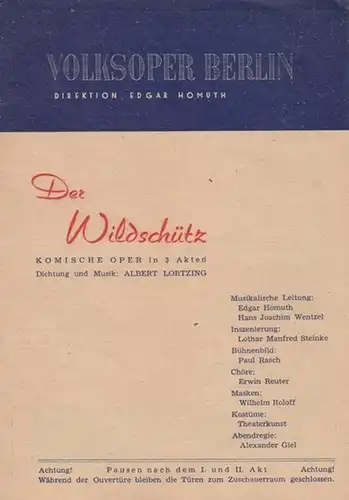 VOLKSOPER BERLIN
DIREKTION, EDGAR HOMUTH
Der
Wildschütz
KOMISCHE OPER in 3 Akten
Dichtung und Musik: ALBERT LORTZING
Musikalische Leitung:
Edgar Homuth
Hans Joachim Wentzel
Inszenierung:
Lothar Manfred Steinke
Bühnenbild:
Paul Rasch
Chöre:
Erwin Reuter
Masken:
Wilhelm Roloff
Kostüme:
Theaterkunst
Abendregie:
Alexander Giel
Achtung! Pausen nach dem I. und II. Akt Achtung!
Während der Ouvertüre bleiben die Türen zum Zuschauerraum geschlossen.